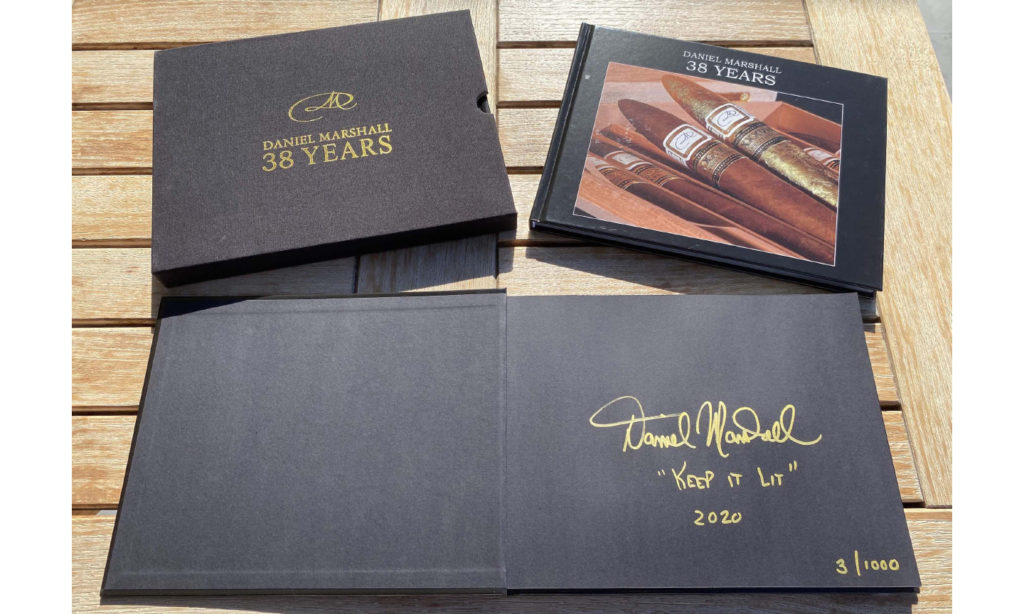 DANIEL MARSHALL
38 YEARS
DANIEL MARSHALL
38 YEARS
Daniel Marshall
"KEEP IT LIT"
2020
3/1000